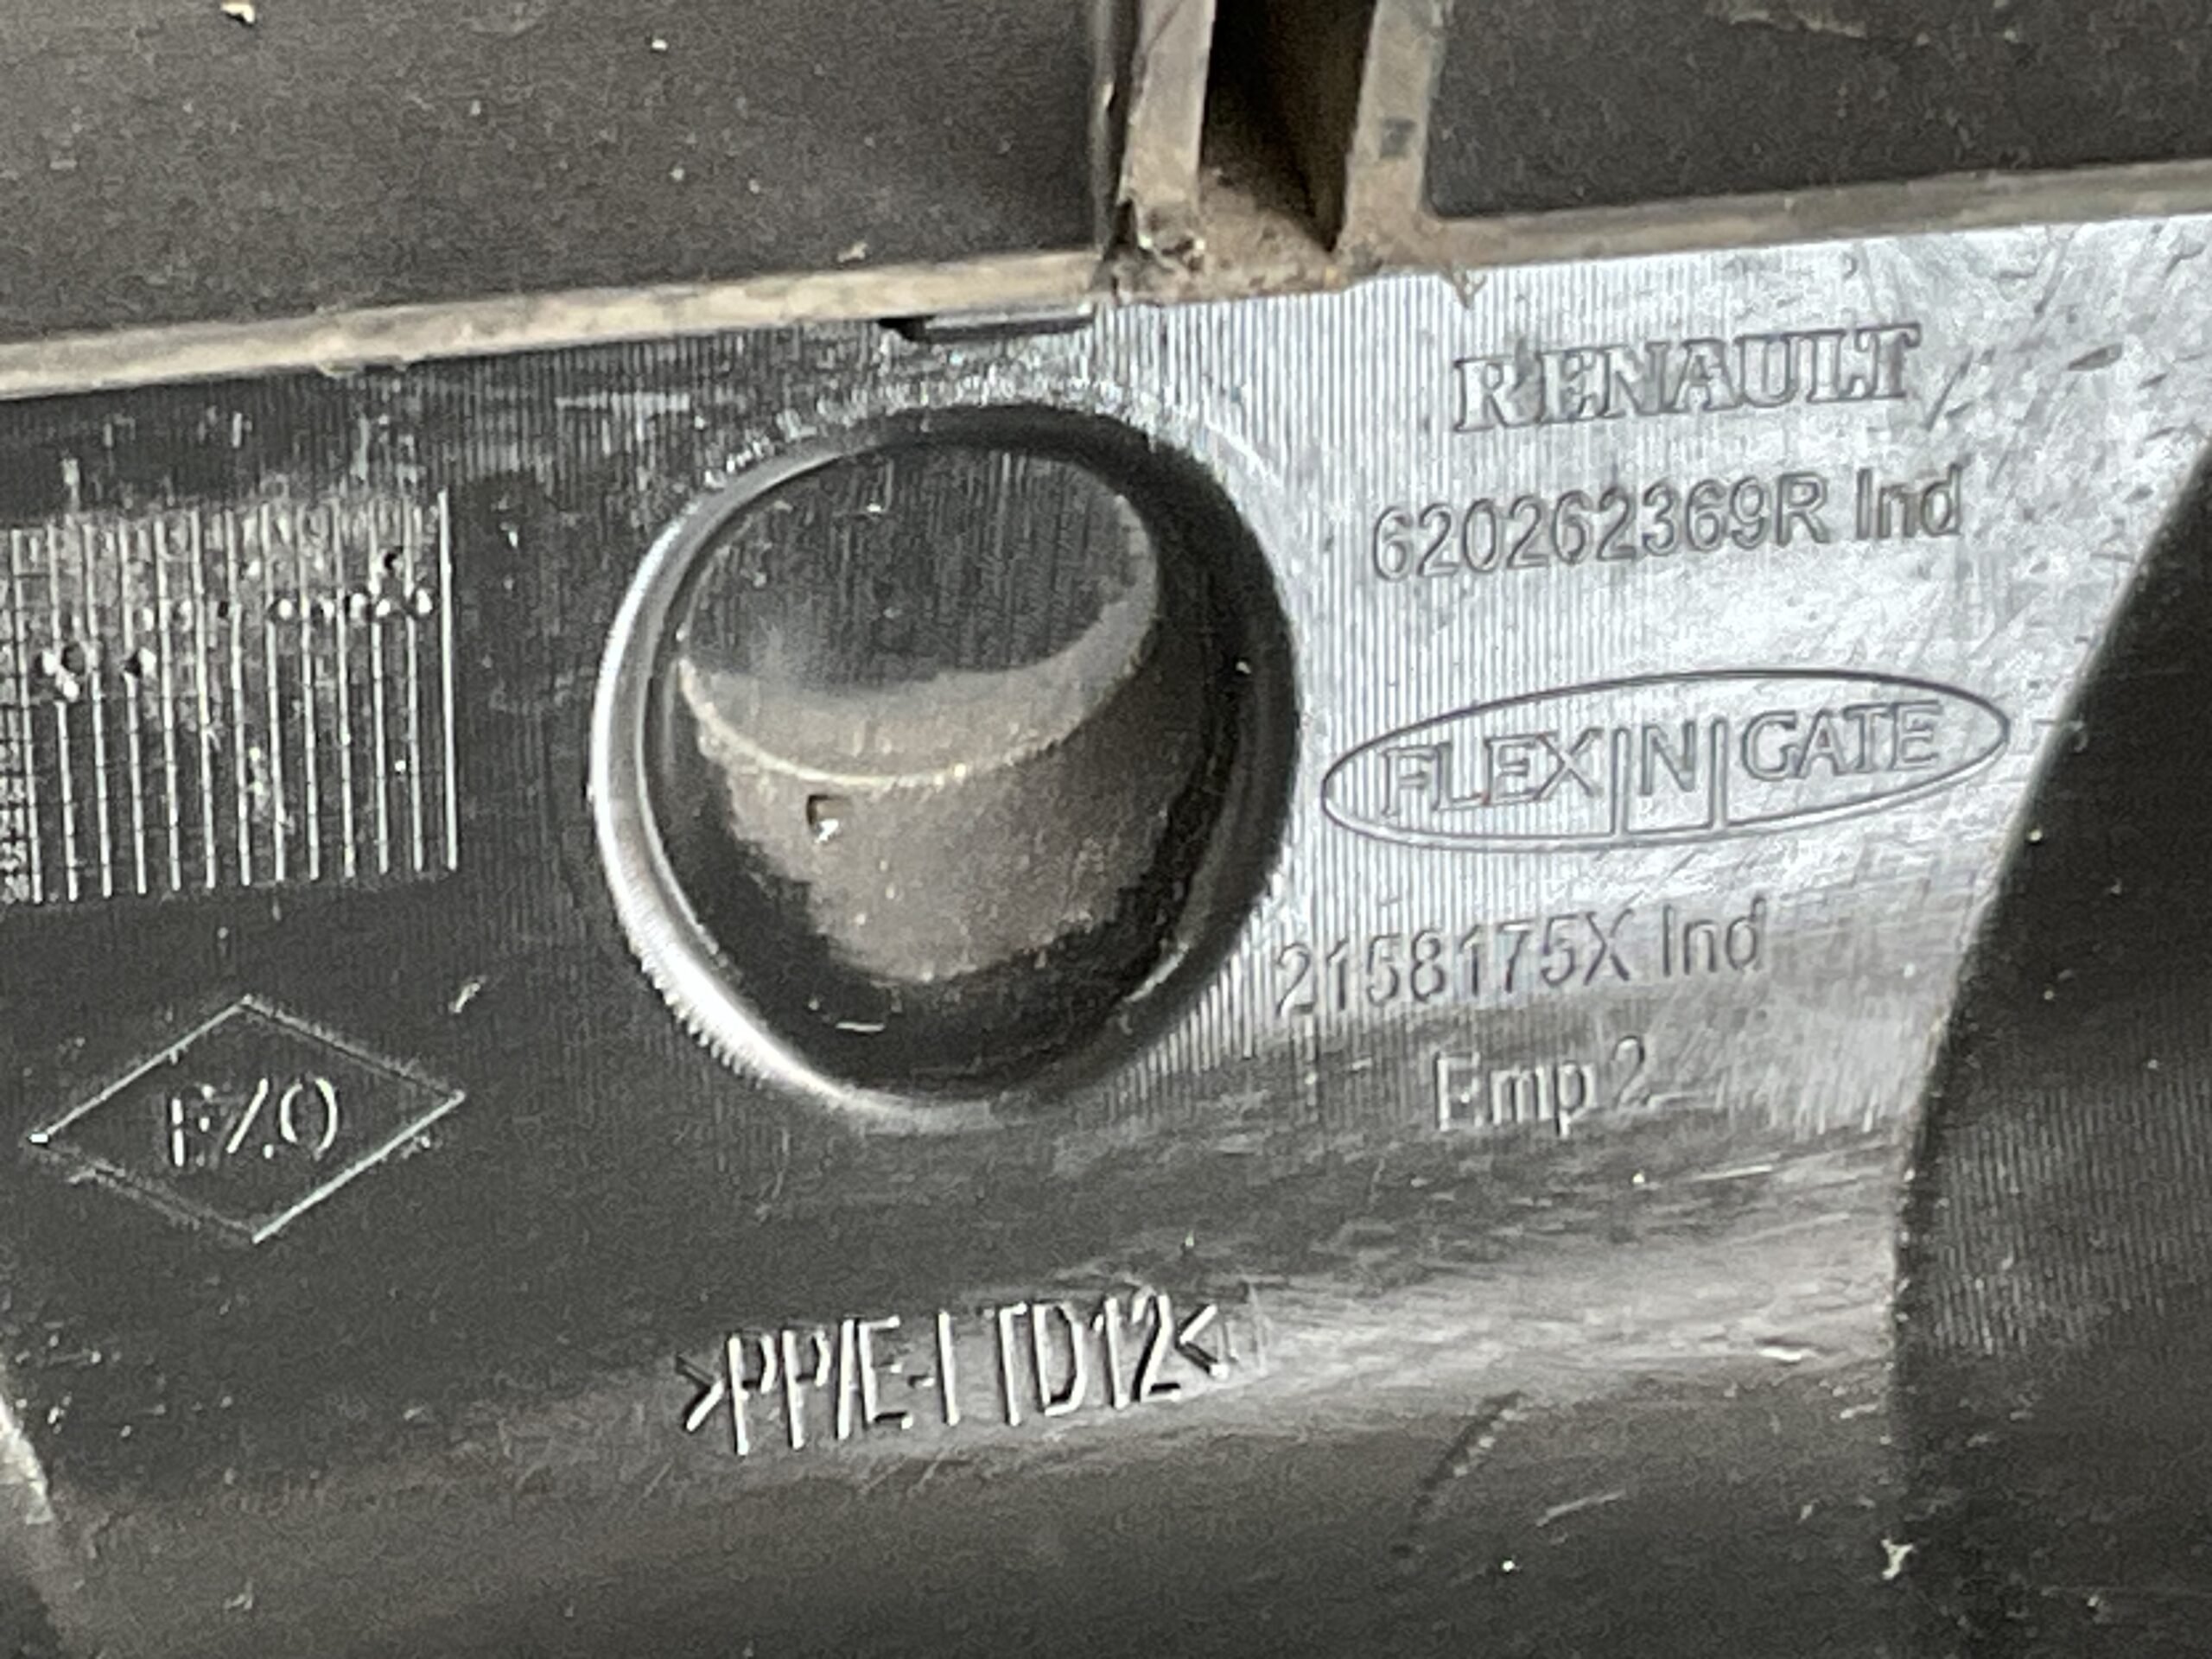 RENAULT
620262369R Ind
FLEX N GATE
2158175X Ind
Emp 2
>PP/E-I TD12<